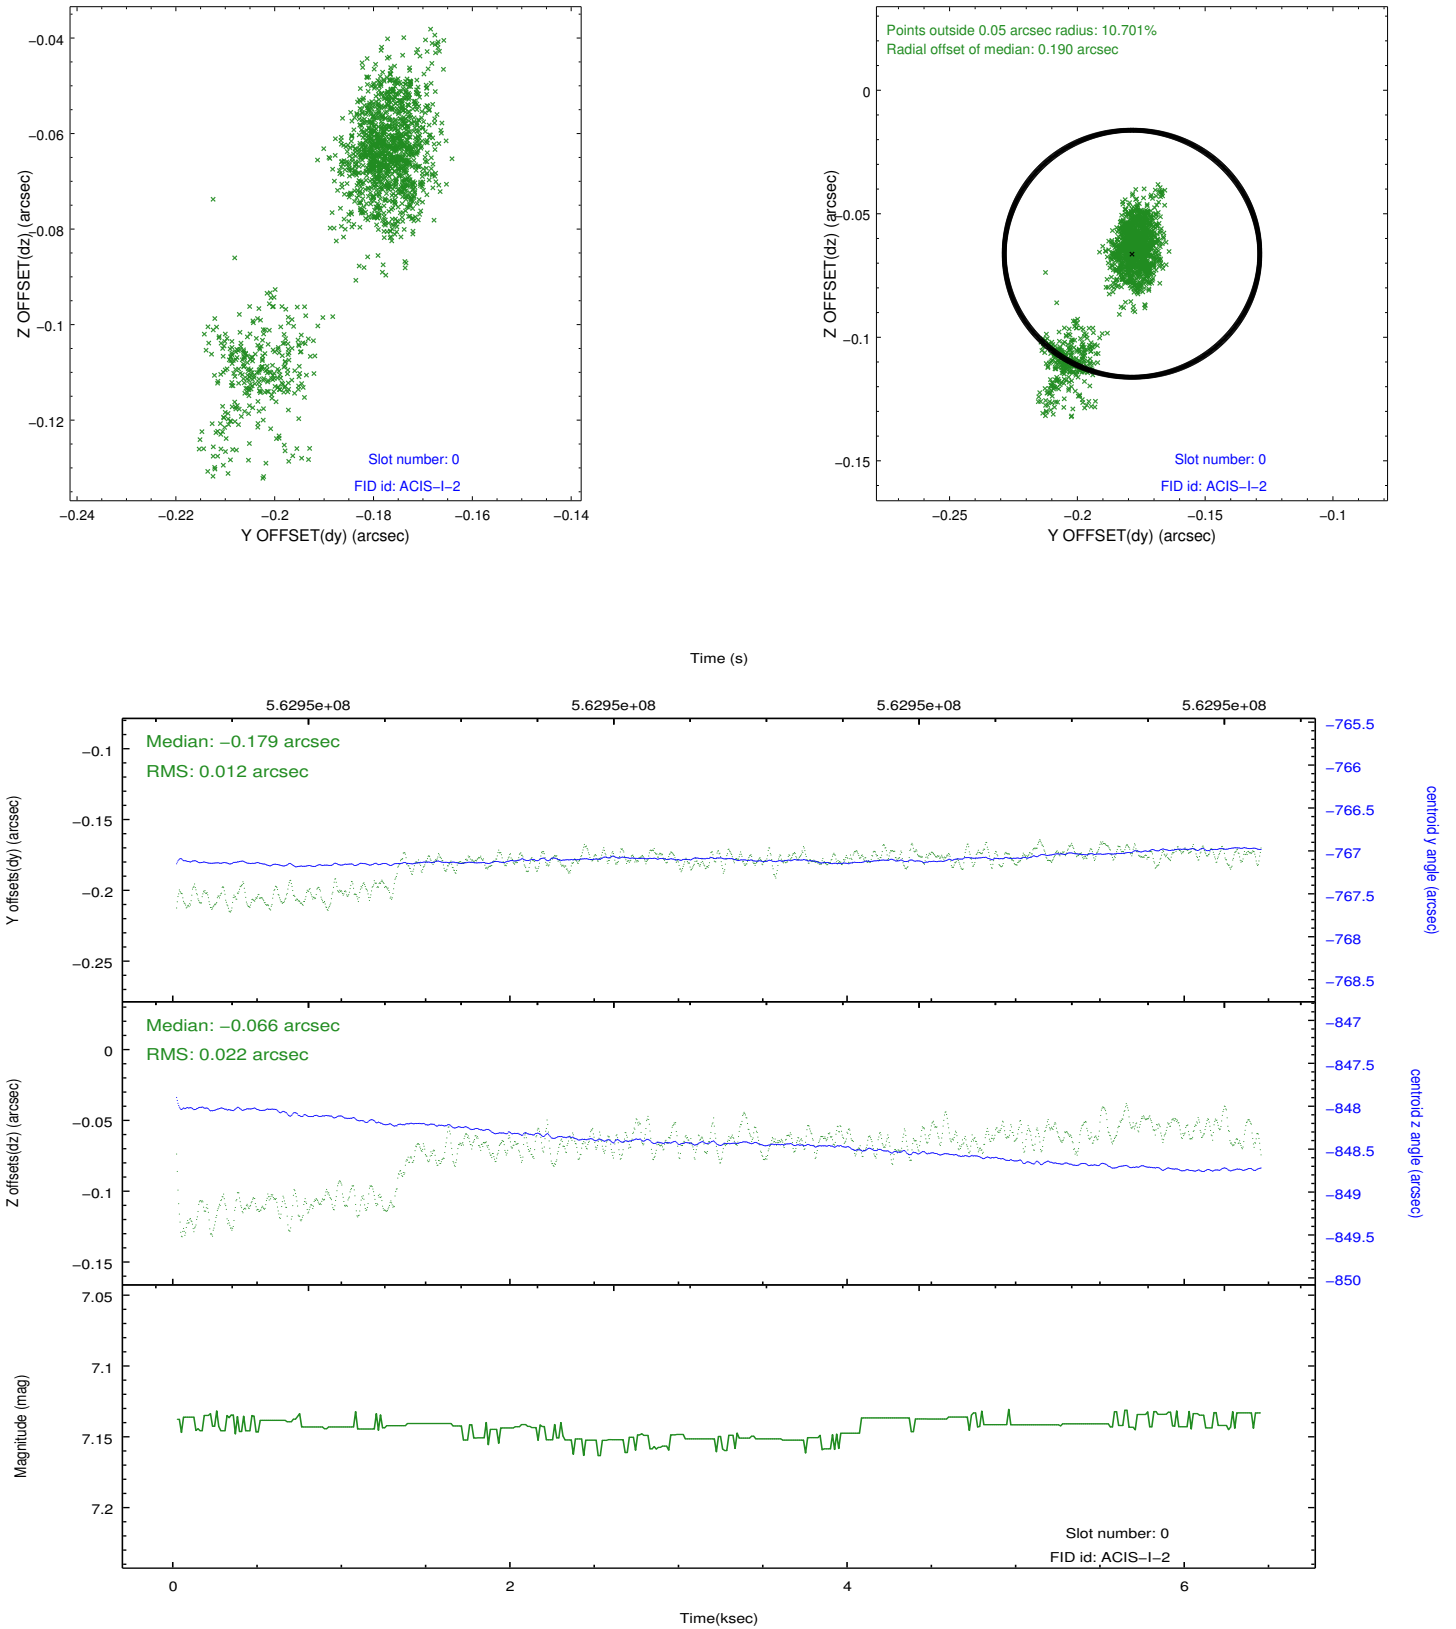 Z OFFSET(dz) (arcsec)
−0.04
−0.06
−0.08
−0.1
−0.12
−0.24
−0.22
−0.2
−0.18
−0.16
−0.14
Y OFFSET(dy) (arcsec)
Slot number: 0
FID id: ACIS−I−2
Points outside 0.05 arcsec radius: 10.701%
Radial offset of median: 0.190 arcsec
Z OFFSET(dz) (arcsec)
0
−0.05
−0.1
−0.15
−0.25
−0.2
−0.15
−0.1
Y OFFSET(dy) (arcsec)
Slot number: 0
FID id: ACIS−I−2
Time (s)
5.6295e+08
5.6295e+08
5.6295e+08
5.6295e+08
Median: −0.179 arcsec
RMS: 0.012 arcsec
Y offsets(dy) (arcsec)
−0.1
−0.15
−0.2
−0.25
−765.5
−766
−766.5
−767
−767.5
−768
−768.5
centroid y angle (arcsec)
Median: −0.066 arcsec
RMS: 0.022 arcsec
Z offsets(dz) (arcsec)
0
−0.05
−0.1
−0.15
−847
−847.5
−848
−848.5
−849
−849.5
−850
centroid z angle (arcsec)
Magnitude (mag)
7.05
7.1
7.15
7.2
Slot number: 0
FID id: ACIS−I−2
0
2
4
6
Time(ksec)